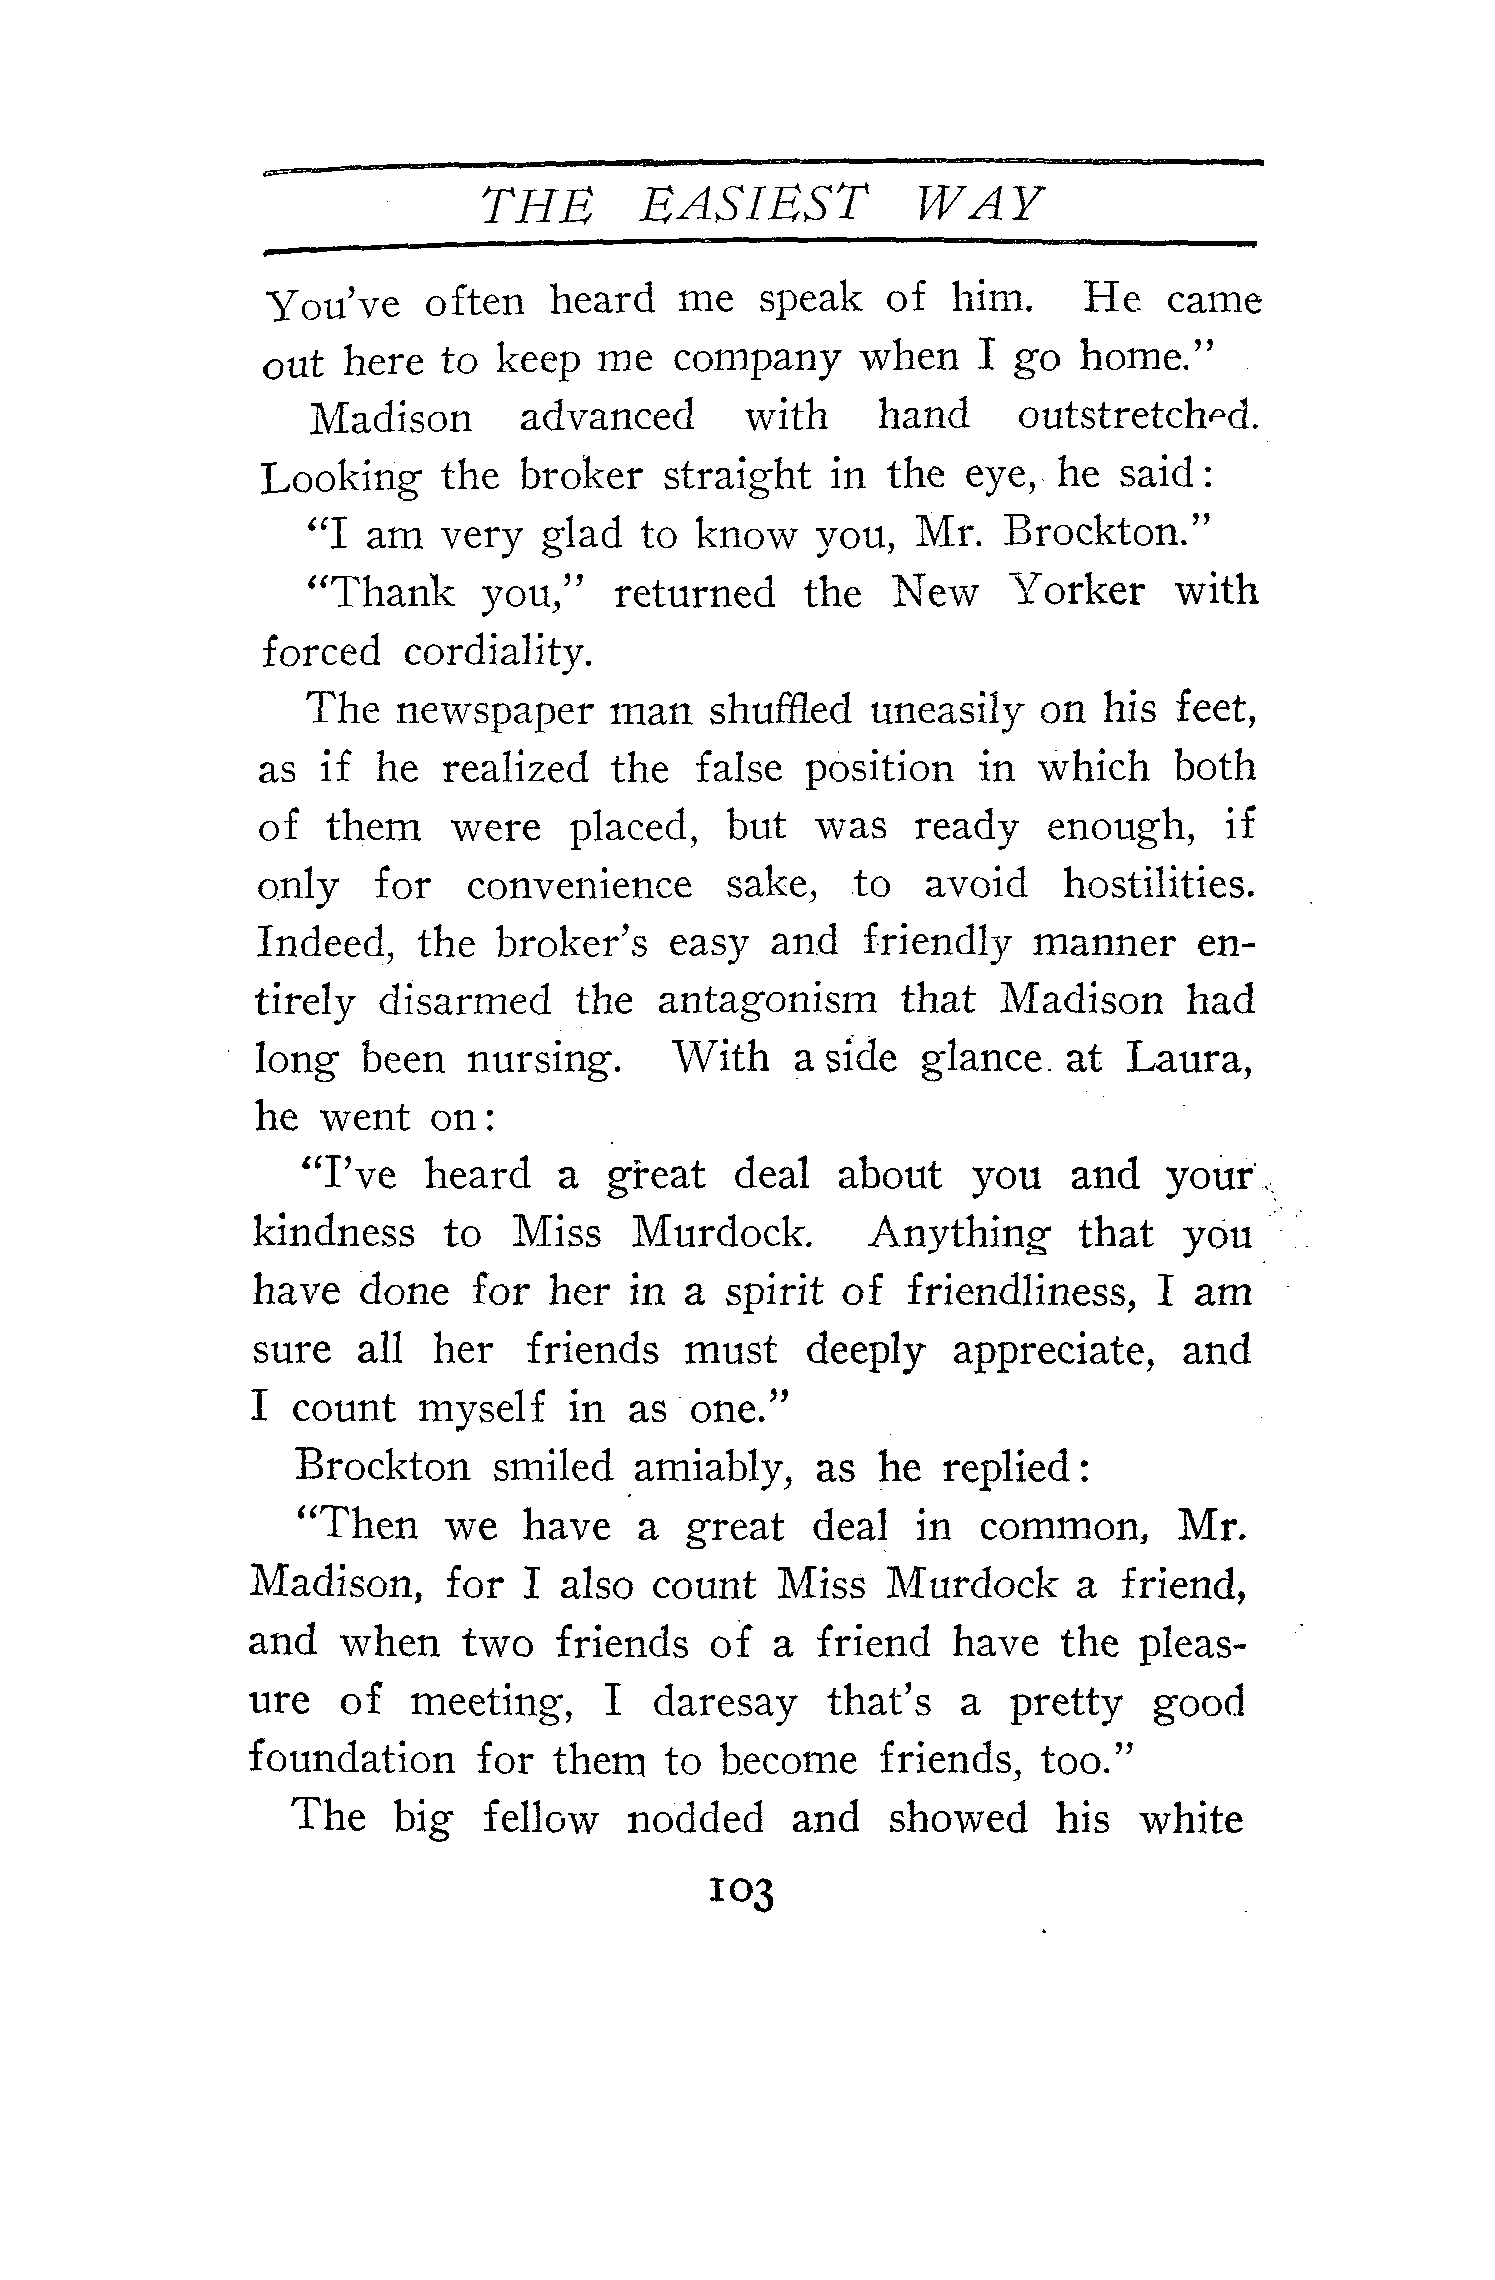 THE EASIEST WAY
You've often heard me speak of him. He came
out here to keep me company when I go home."
Madison advanced with hand outstretched.
Looking the broker straight in the eye, he said:
"I am very glad to know you, Mr. Brockton."
"Thank you," returned the New Yorker with
forced cordiality.
The newspaper man shuffled uneasily on his feet,
as if he realized the false position in which both
of them were placed, but was ready enough, if
only for convenience sake, to avoid hostilities.
Indeed, the broker's easy and friendly manner en-
tirely disarmed the antagonism that Madison had
long been nursing. With a side glance at Laura,
he went on:
"I've heard a great deal about you and your
kindness to Miss Murdock. Anything that you
have done for her in a spirit of friendliness, I am
sure all her friends must deeply appreciate, and
I count myself in as one."
Brockton smiled amiably, as he replied:
"Then we have a great deal in common, Mr.
Madison, for I also count Miss Murdock a friend,
and when two friends of a friend have the pleas-
ure of meeting, I daresay that's a pretty good
foundation for them to become friends, too."
The big fellow nodded and showed his white
103